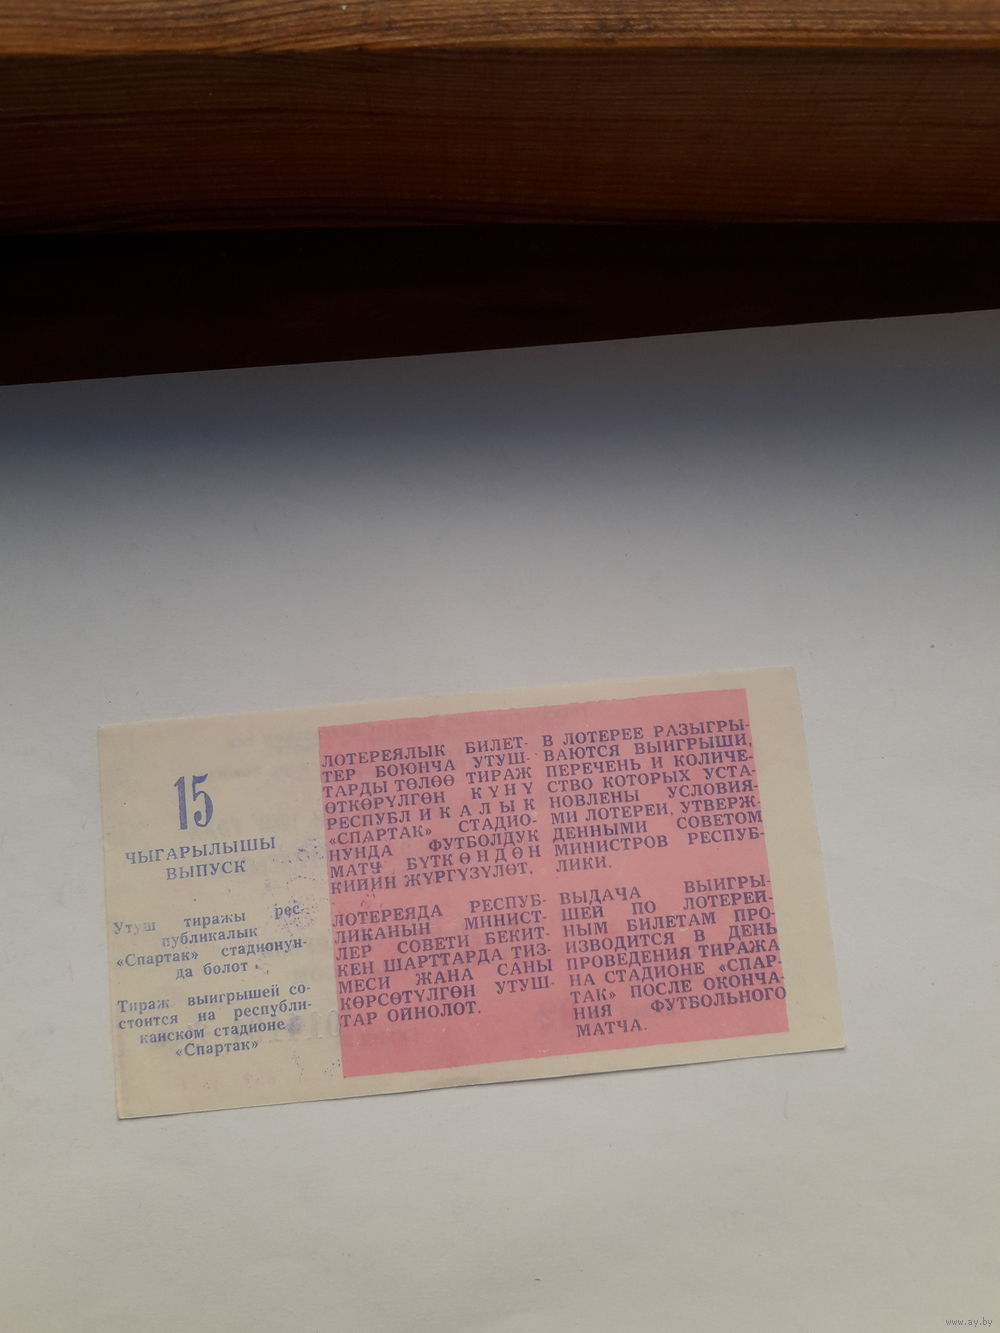 15
ЧЫГАРЫЛЫШЫ
ВЫПУСК
Утуш тиражы рес-
публикалык
«Спартак» стадионун-
да болот
Тираж выигрышей со-
стоится на республи-
канском стадионе
«Спартак»
ЛОТЕРЕЯЛЫК БИЛЕТ-
ТЕР БОЮНЧА УТУШ-
ТАРДЫ ТӨЛӨӨ ТИРАЖ
ӨТКӨРҮЛГӨН КҮНҮ
РЕСПУБЛИКАЛЫК
«СПАРТАК» СТАДИО-
НУНДА ФУТБОЛДУК
МАТЧ БҮТКӨНДӨН
КИЙИН ЖҮРГҮЗҮЛӨТ.
ЛОТЕРЕЯДА РЕСПУБ-
ЛИКАНЫН МИНИСТ-
ЛЕР СОВЕТИ БЕКИТ-
КЕН ШАРТТАРДА ТИЗ-
МЕСИ ЖАНА САНЫ
КӨРСӨТҮЛГӨН УТУШ-
ТАР ОЙНОЛОТ.
В ЛОТЕРЕЕ РАЗЫГРЫ-
ВАЮТСЯ ВЫИГРЫШИ,
ПЕРЕЧЕНЬ И КОЛИЧЕ-
СТВО КОТОРЫХ УСТА-
НОВЛЕНЫ УСЛОВИЯ-
МИ ЛОТЕРЕИ, УТВЕРЖ-
ДЕННЫМИ СОВЕТОМ
МИНИСТРОВ РЕСПУБ-
ЛИКИ.
ВЫДАЧА ВЫИГРЫ-
ШЕЙ ПО ЛОТЕРЕЙ-
НЫМ БИЛЕТАМ ПРО-
ИЗВОДИТСЯ В ДЕНЬ
ПРОВЕДЕНИЯ ТИРАЖА
НА СТАДИОНЕ «СПАР-
ТАК» ПОСЛЕ ОКОНЧА-
НИЯ ФУТБОЛЬНОГО
МАТЧА.
www.ay.by